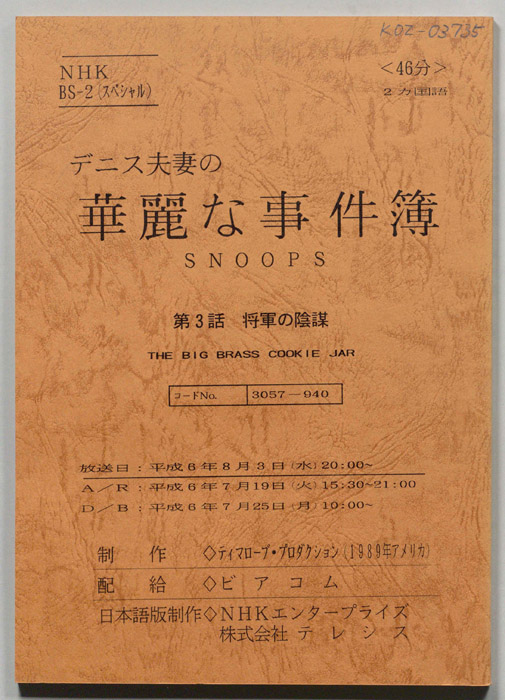 KOZ-03735
NHK
BS-2(スペシャル)
<46分>
2カ国語
デニス夫妻の
華麗な事件簿
SNOOPS
第3話 将軍の陰謀
THE BIG BRASS COOKIE JAR
コードNo. 3057-940
放送日:平成6年8月3日(水)20:00~
A/R:平成6年7月19日(火)15:30~21:00
D/B:平成6年7月25日(月)10:00~
制作◇ティマローブ・プロダクション(1989年アメリカ)
配給◇ビアコム
日本語版制作◇NHKエンタープライズ
株式会社テレシス